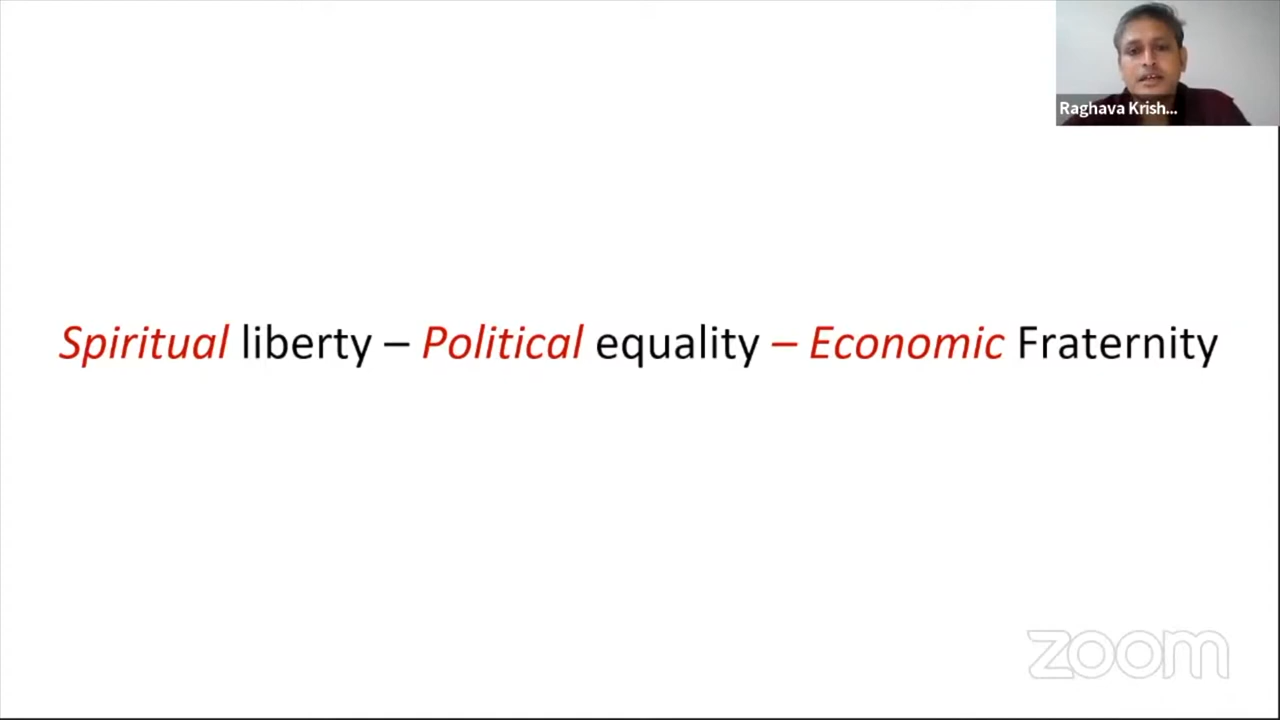 Raghava Krish...
Spiritual liberty – Political equality – Economic Fraternity
zoom